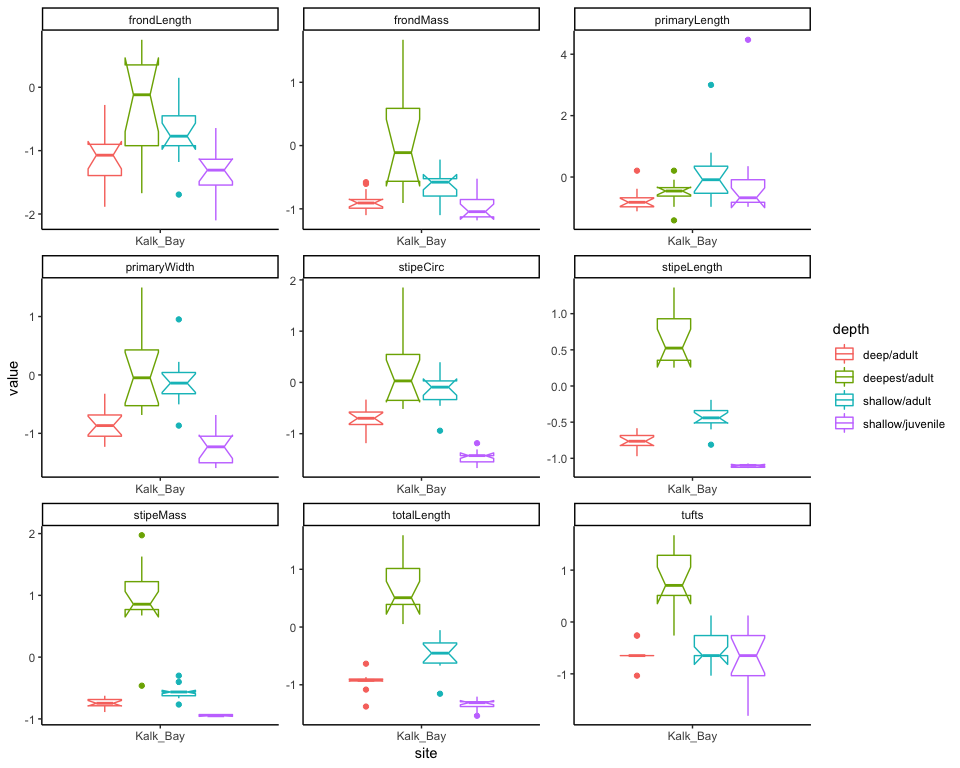 frondLength
frondMass
primaryLength
0
-1
-2
1
0
-1
4
2
0
Kalk_Bay
Kalk_Bay
Kalk_Bay
primaryWidth
stipeCirc
stipeLength
value
1
0
-1
2
1
0
-1
1.0
0.5
0.0
-0.5
-1.0
Kalk_Bay
Kalk_Bay
Kalk_Bay
stipeMass
totalLength
tufts
2
1
0
-1
1
0
-1
1
0
-1
Kalk_Bay
Kalk_Bay
Kalk_Bay
site
depth
deep/adult
deepest/adult
shallow/adult
shallow/juvenile